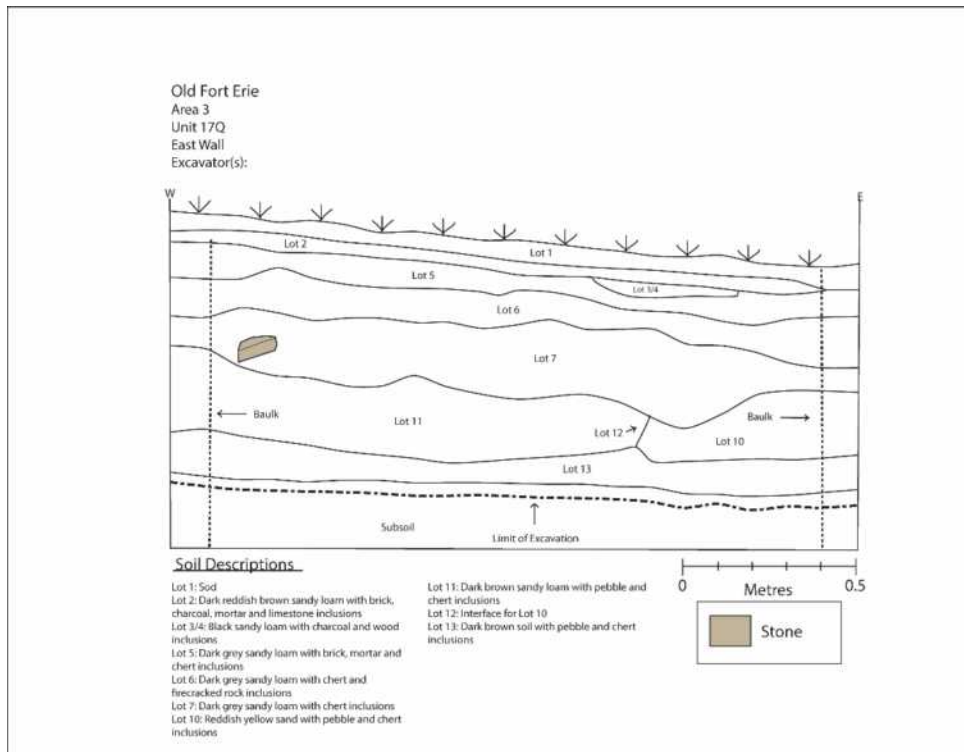 Old Fort Erie
Area 3
Unit 17Q
East Wall
Excavator(s):
W
E
Lot 1
Lot 2
Lot 5
Lot 3/4
Lot 6
Lot 7
Baulk
Baulk
Lot 11
Lot 12
Lot 10
Lot 13
Subsoil
Limit of Excavation
Soil Descriptions
Lot 1: Sod
Lot 2: Dark reddish brown sandy loam with brick,
charcoal, mortar and limestone inclusions
Lot 3/4: Black sandy loam with charcoal and wood
inclusions
Lot 5: Dark grey sandy loam with brick, mortar and
chert inclusions
Lot 6: Dark grey sandy loam with chert and
firecracked rock inclusions
Lot 7: Dark grey sandy loam with chert inclusions
Lot 10: Reddish yellow sand with pebble and chert
inclusions
Lot 11: Dark brown sandy loam with pebble and
chert inclusions
Lot 12: Interface for Lot 10
Lot 13: Dark brown soil with pebble and chert
inclusions
0
0.5
Metres
Stone